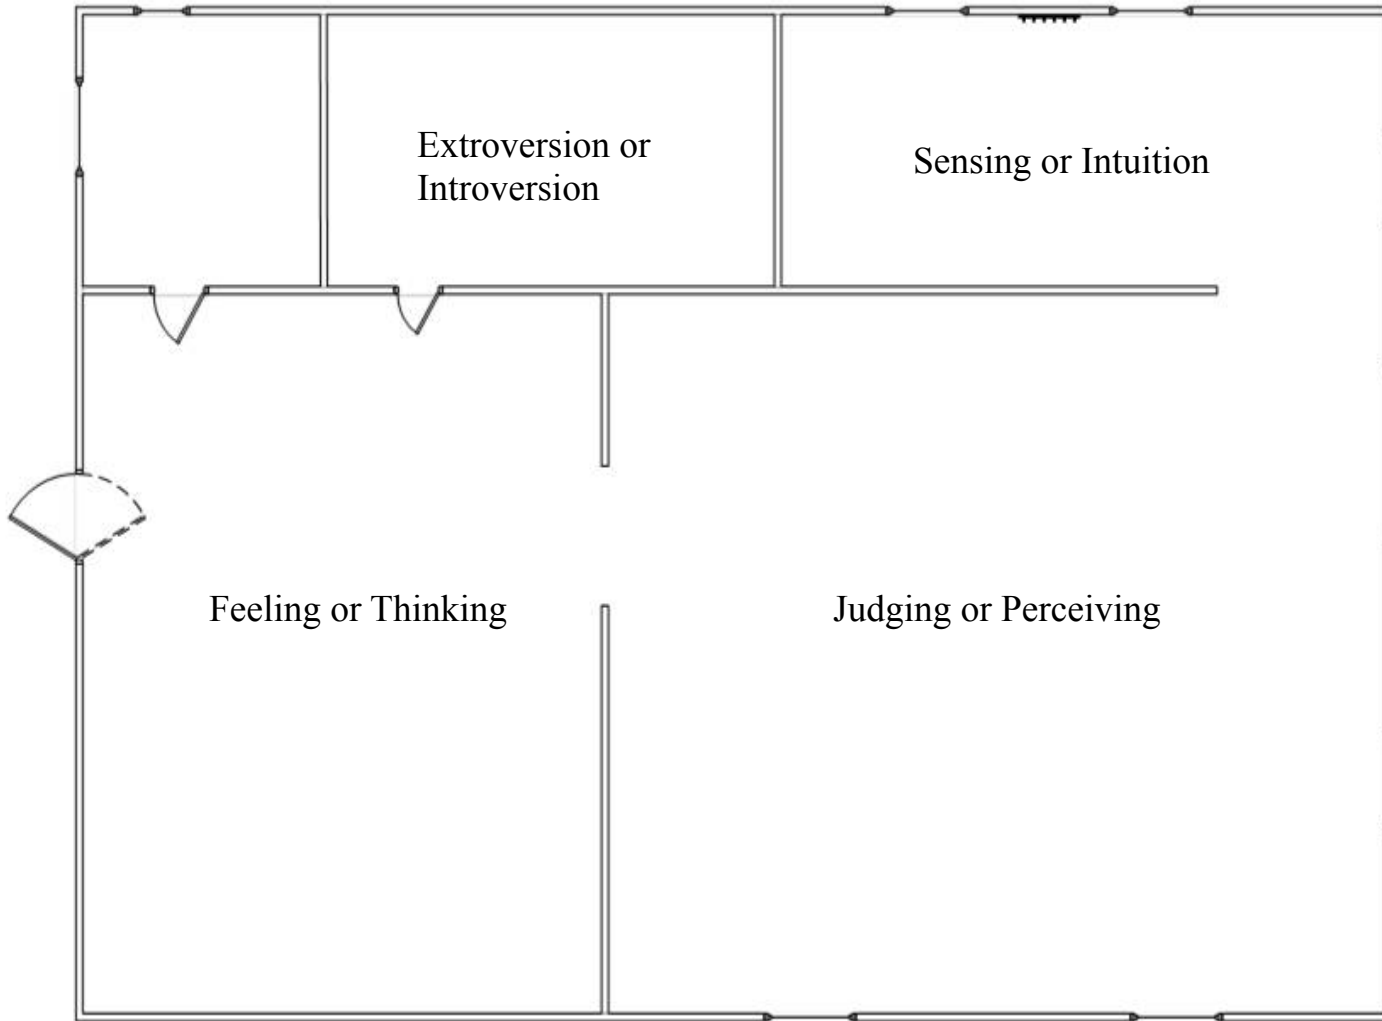 Extroversion or
Introversion
Sensing or Intuition
Feeling or Thinking
Judging or Perceiving